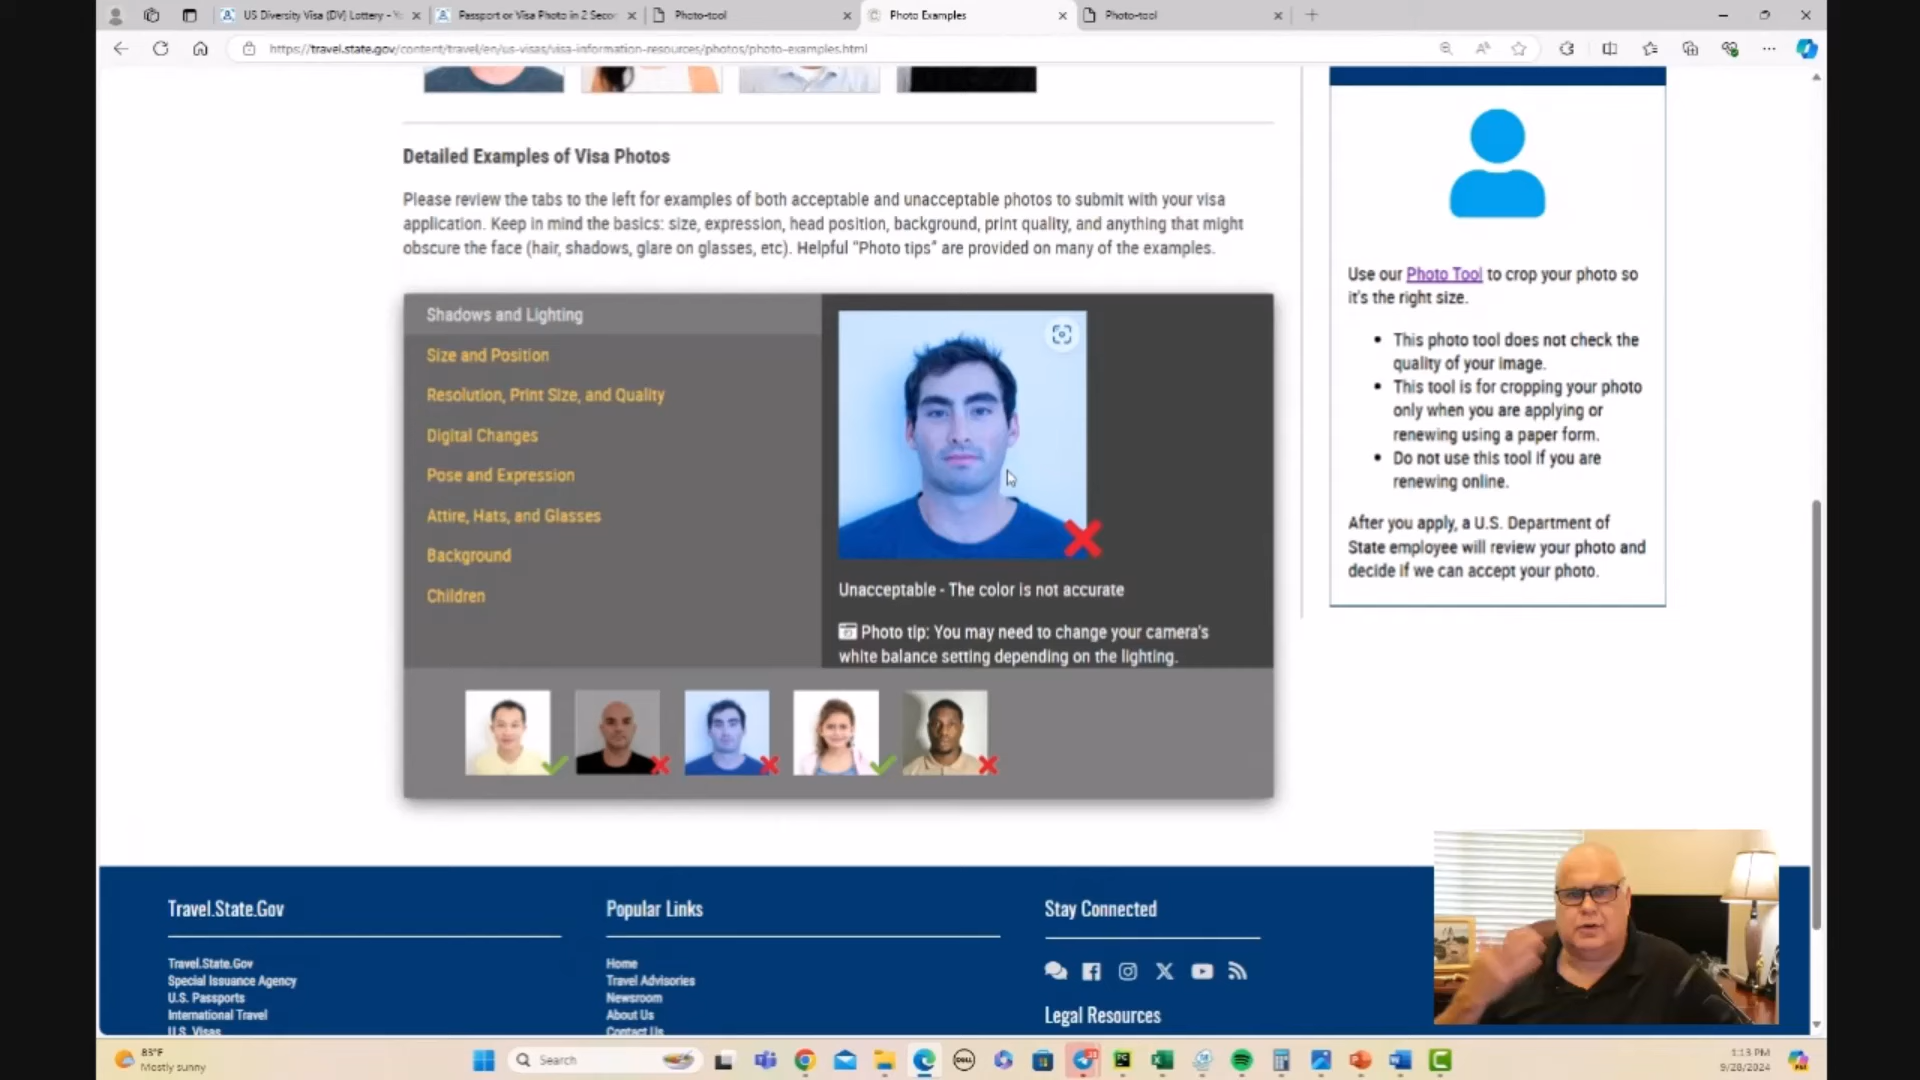 US Diversity Visa (DV) Lottery -
Passport or Visa Photo in 2 Secon
Photo-tool
Photo Examples
Photo-tool
https://travel.state.gov/content/travel/en/us-visas/visa-information-resources/photos/photo-examples.html
Detailed Examples of Visa Photos
Please review the tabs to the left for examples of both acceptable and unacceptable photos to submit with your visa
application. Keep in mind the basics: size, expression, head position, background, print quality, and anything that might
obscure the face (hair, shadows, glare on glasses, etc). Helpful "Photo tips" are provided on many of the examples.
Shadows and Lighting
Size and Position
Resolution, Print Size, and Quality
Digital Changes
Pose and Expression
Attire, Hats, and Glasses
Background
Children
Unacceptable - The color is not accurate
Photo tip: You may need to change your camera's
white balance setting depending on the lighting.
Use our Photo Tool to crop your photo so
it's the right size.
This photo tool does not check the
quality of your image.
This tool is for cropping your photo
only when you are applying or
renewing using a paper form.
Do not use this tool if you are
renewing online.
After you apply, a U.S. Department of
State employee will review your photo and
decide if we can accept your photo.
Travel.State.Gov
Travel.State.Gov
Special Issuance Agency
U.S. Passports
International Travel
U.S. Visas
Popular Links
Home
Travel Advisories
Newsroom
About Us
Contact Us
Stay Connected
Legal Resources
83°F
Mostly sunny
Search
DELL
1:13 PM
9/28/2024